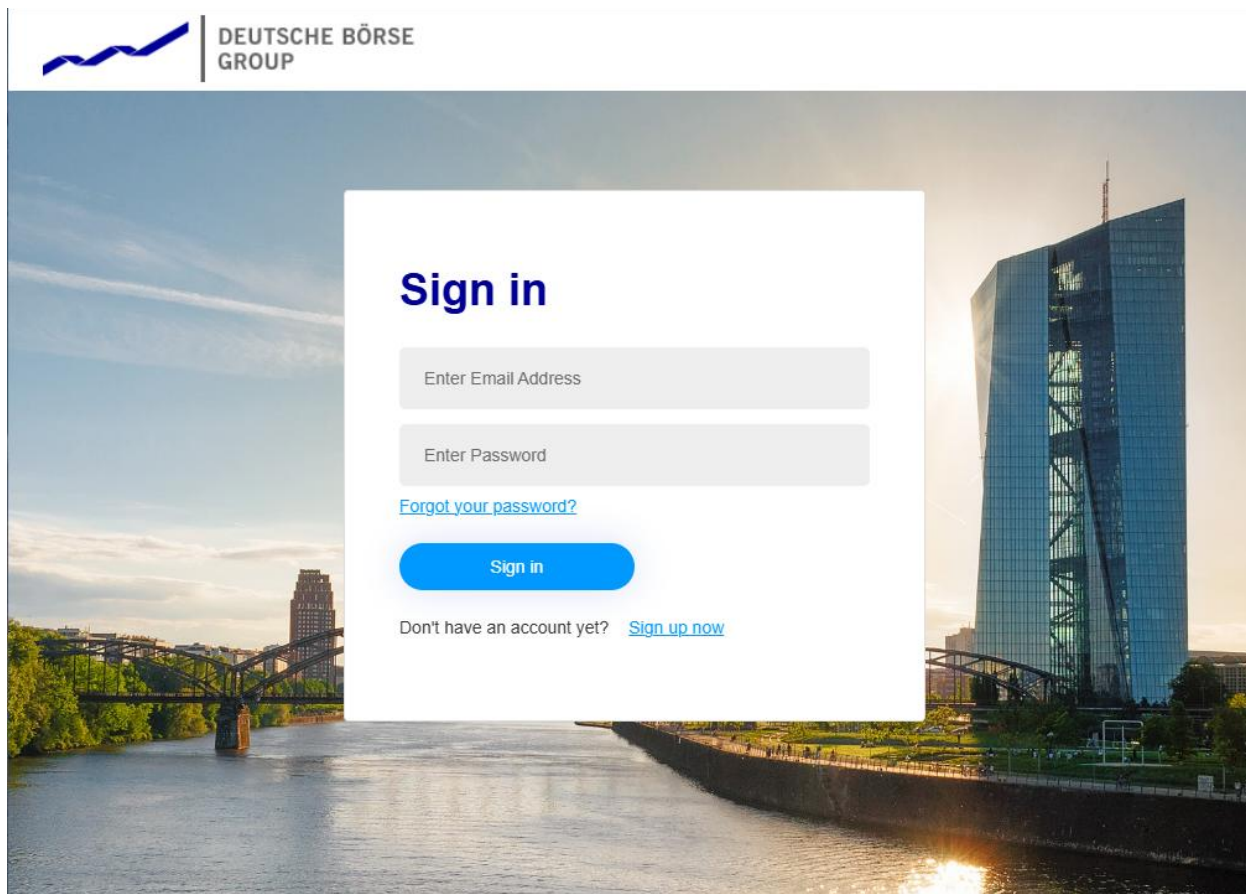 DEUTSCHE BÖRSE
GROUP
Sign in
Enter Email Address
Enter Password
Forgot your password?
Sign in
Don't have an account yet? Sign up now